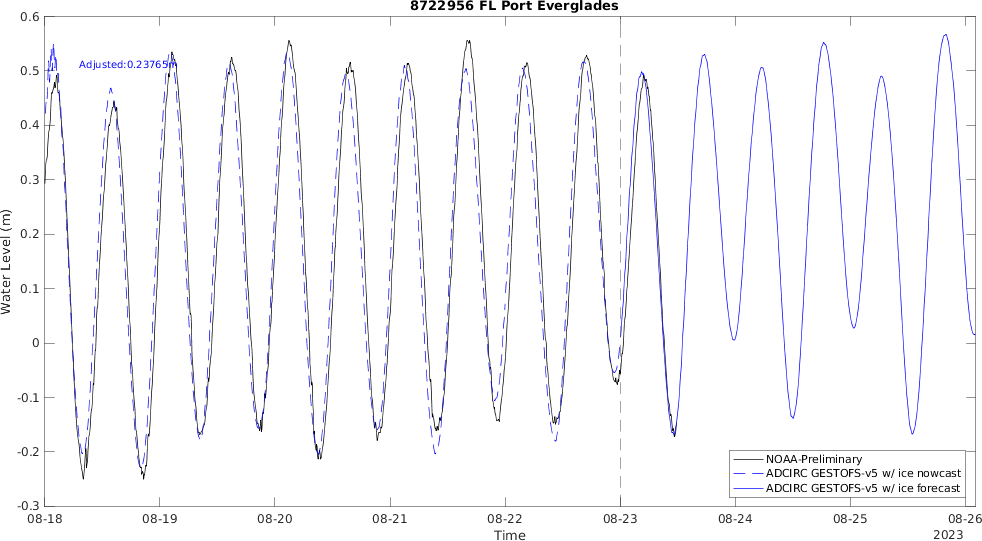 8722956 FL Port Everglades
0.6
0.5
0.4
0.3
0.2
0.1
0
-0.1
-0.2
-0.3
Water Level (m)
Adjusted:0.23765m
NOAA-Preliminary
ADCIRC GESTOFS-v5 w/ ice nowcast
ADCIRC GESTOFS-v5 w/ ice forecast
08-18 08-19 08-20 08-21 08-22 08-23 08-24 08-25 08-26
Time
2023